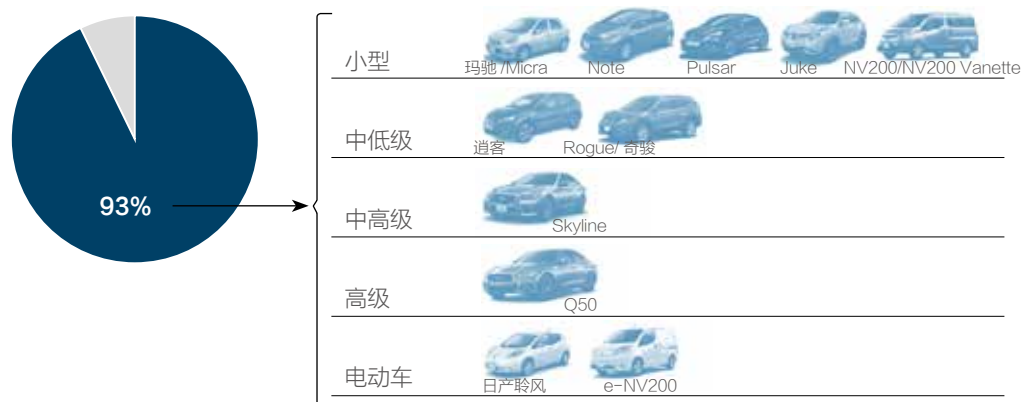 93%
小型
玛驰 /Micra Note Pulsar Juke NV200/NV200 Vanette
中低级
逍客 Rogue/ 奇骏
中高级
Skyline
高级
Q50
电动车
日产聆风 e-NV200